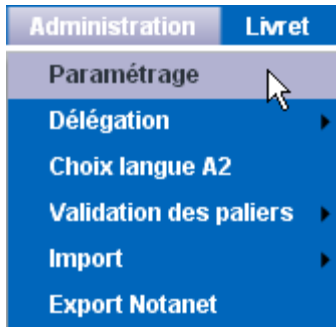 Administration Livret
Paramétrage
Délégation
Choix langue A2
Validation des paliers
Import
Export Notanet